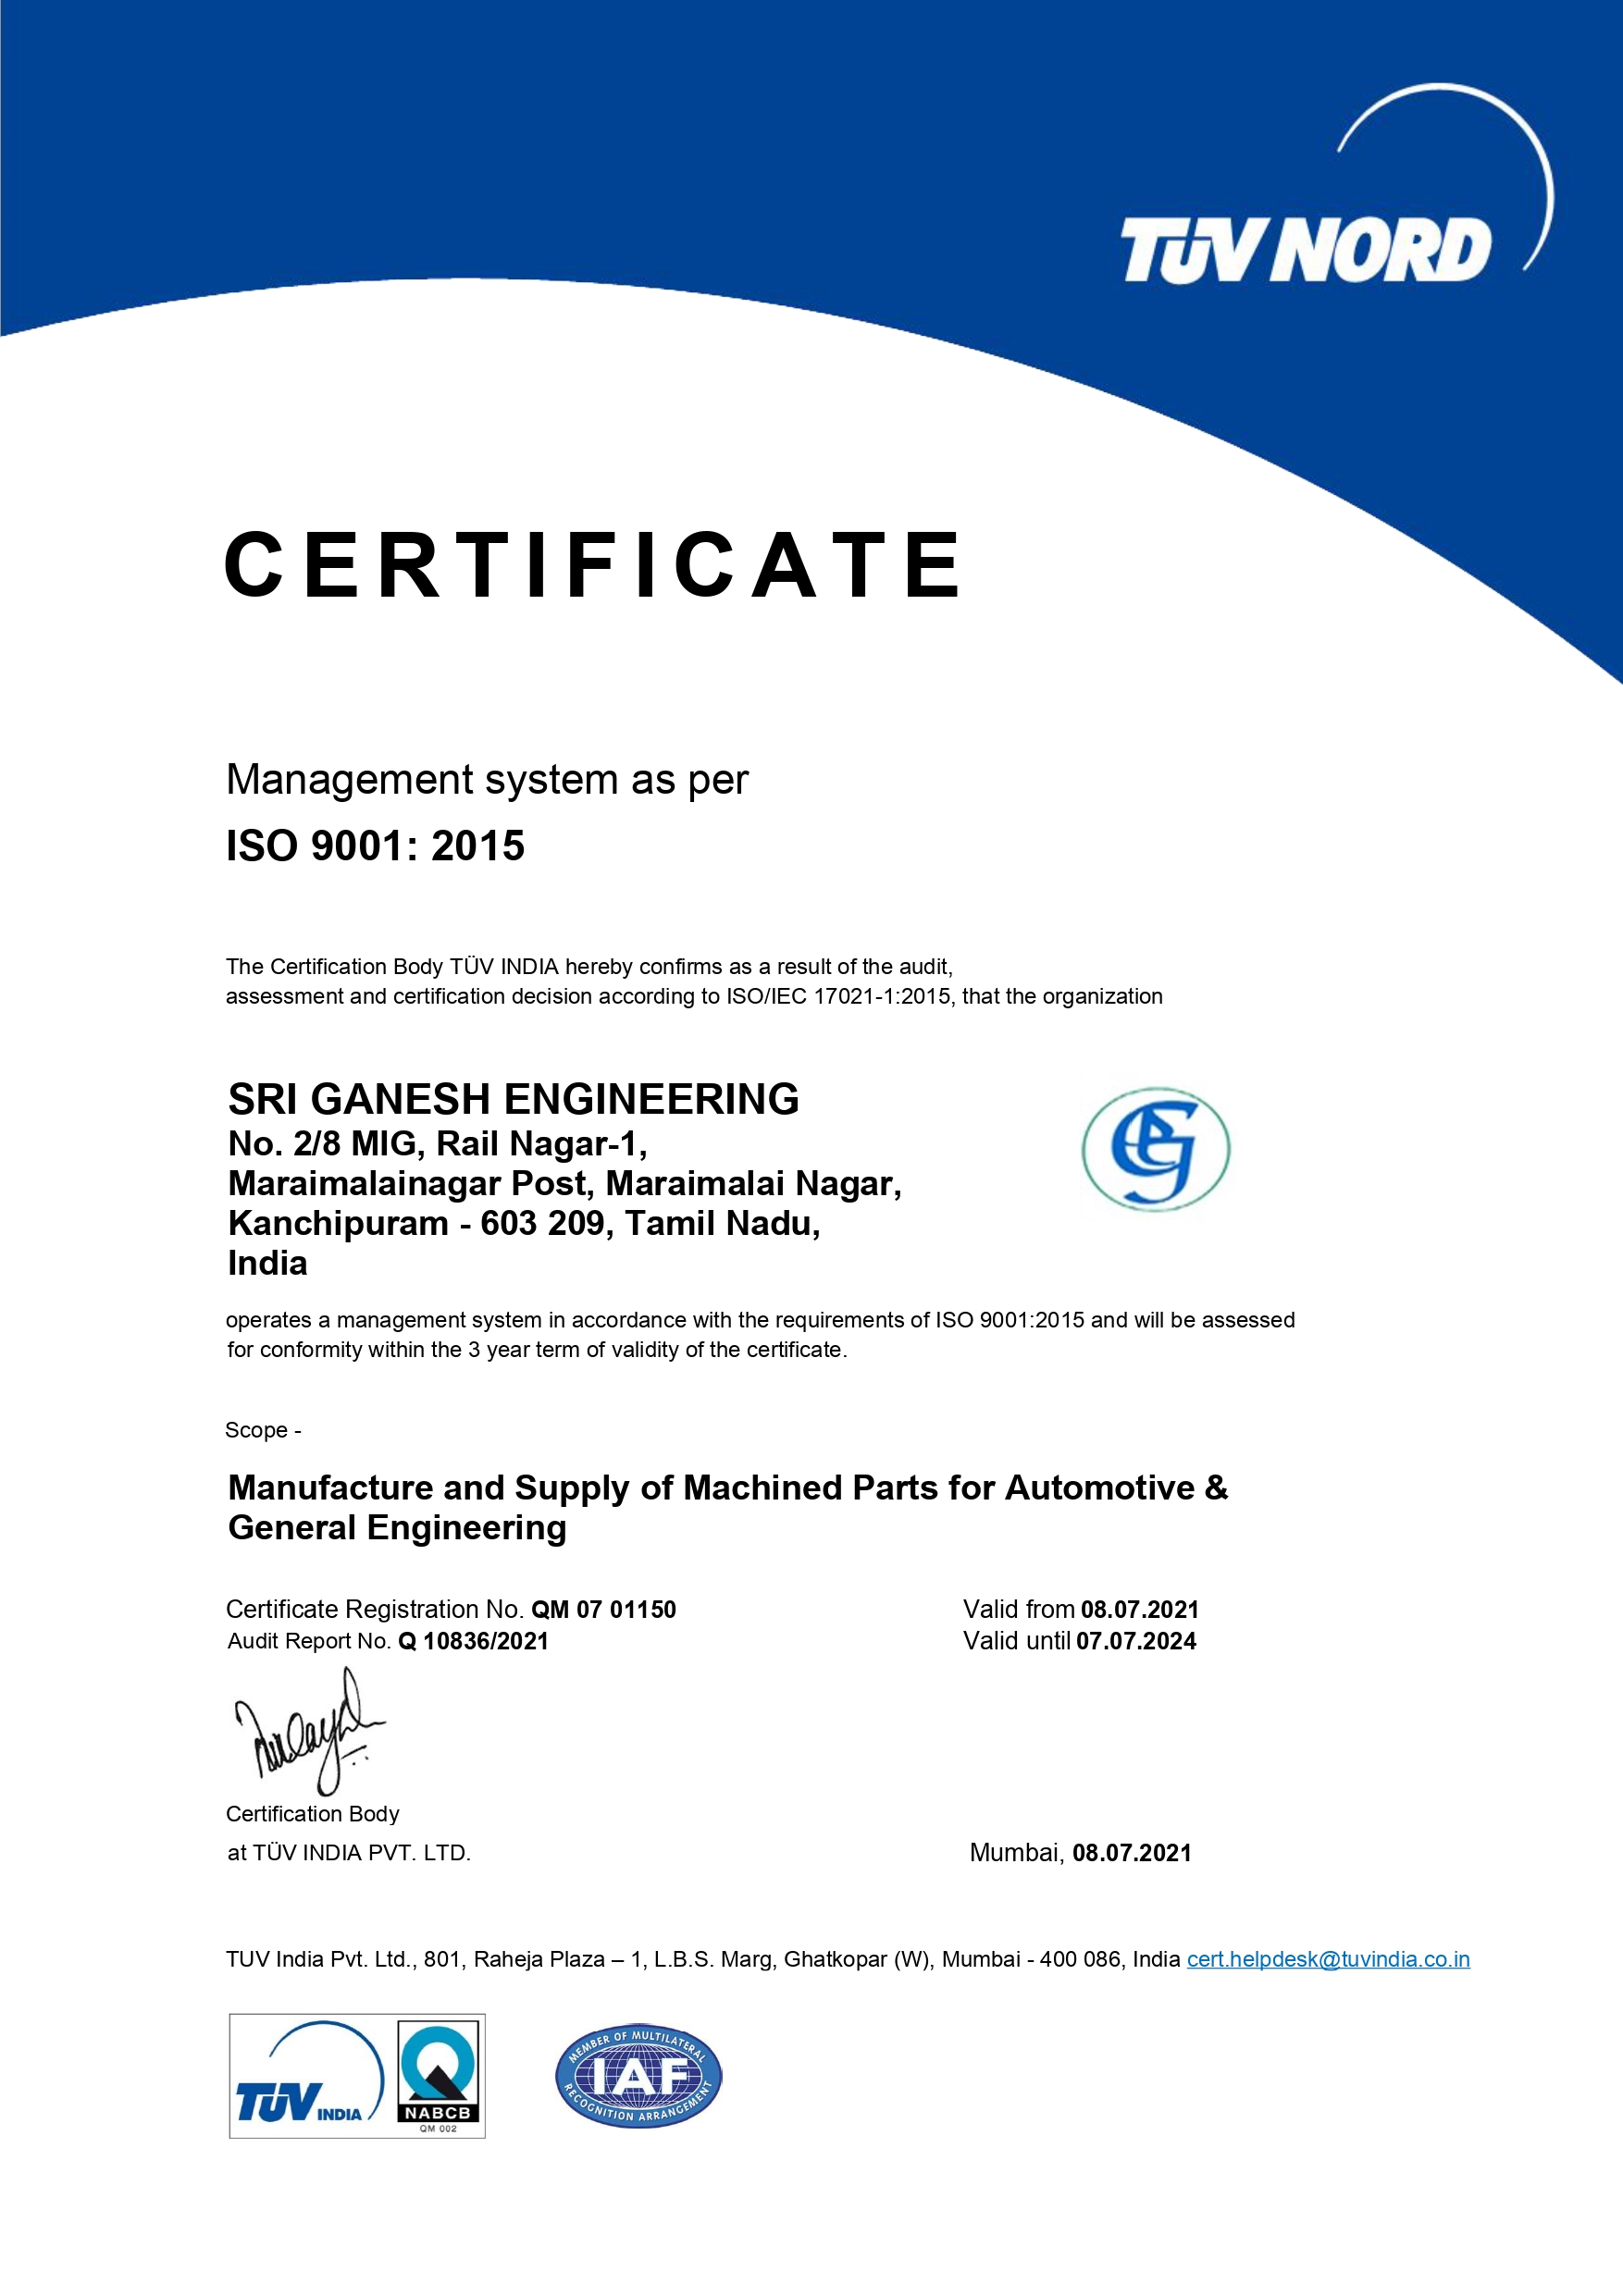 TÜV NORD
CERTIFICATE
Management system as per
ISO 9001: 2015
The Certification Body TÜV INDIA hereby confirms as a result of the audit,
assessment and certification decision according to ISO/IEC 17021-1:2015, that the organization
SRI GANESH ENGINEERING
No. 2/8 MIG, Rail Nagar-1,
Maraimalainagar Post, Maraimalai Nagar,
Kanchipuram - 603 209, Tamil Nadu,
India
operates a management system in accordance with the requirements of ISO 9001:2015 and will be assessed
for conformity within the 3 year term of validity of the certificate.
Scope -
Manufacture and Supply of Machined Parts for Automotive &
General Engineering
Certificate Registration No. QM 07 01150
Valid from 08.07.2021
Audit Report No. Q 10836/2021
Valid until 07.07.2024
Certification Body
at TÜV INDIA PVT. LTD.
Mumbai, 08.07.2021
TUV India Pvt. Ltd., 801, Raheja Plaza – 1, L.B.S. Marg, Ghatkopar (W), Mumbai - 400 086, India cert.helpdesk@tuvindia.co.in
TÜV INDIA
NABCB
QM 002
MEMBER OF MULTILATERAL
IAF
RECOGNITION ARRANGEMENT